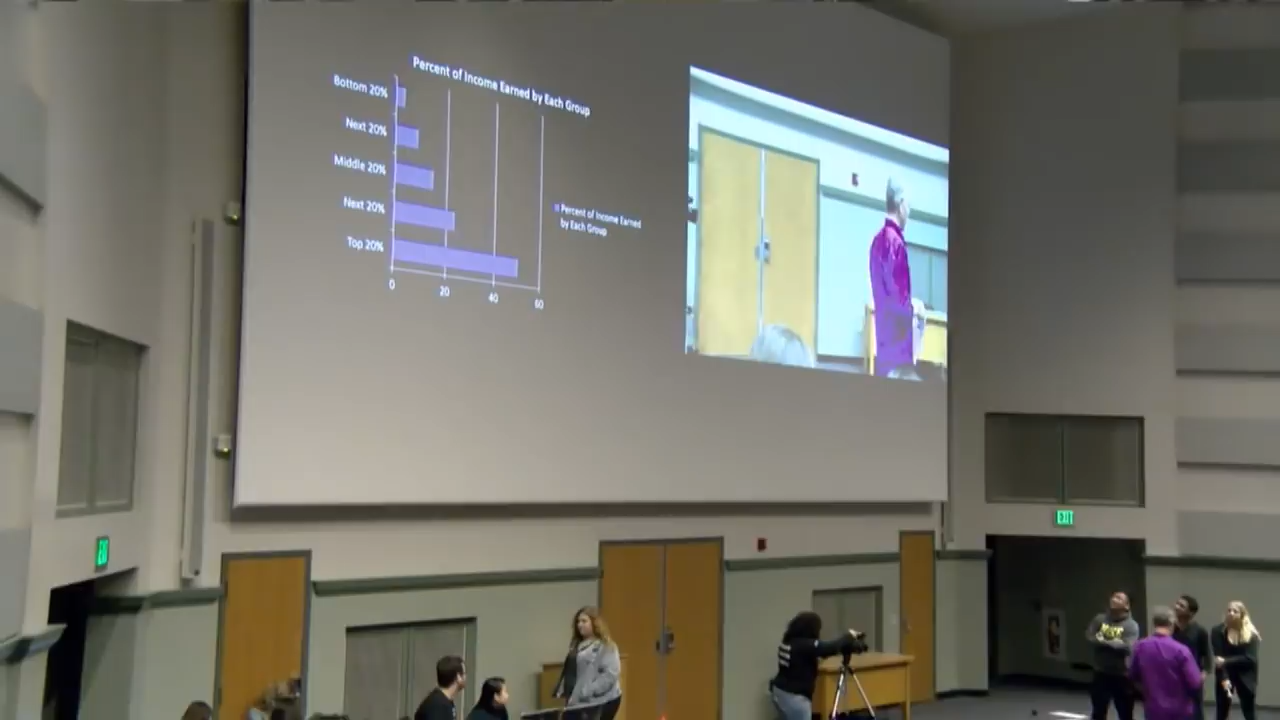 Percent of Income Earned by Each Group
Bottom 20%
Next 20%
Middle 20%
Next 20%
Top 20%
0
20
40
60
Percent of Income Earned
by Each Group
EXIT
EXIT